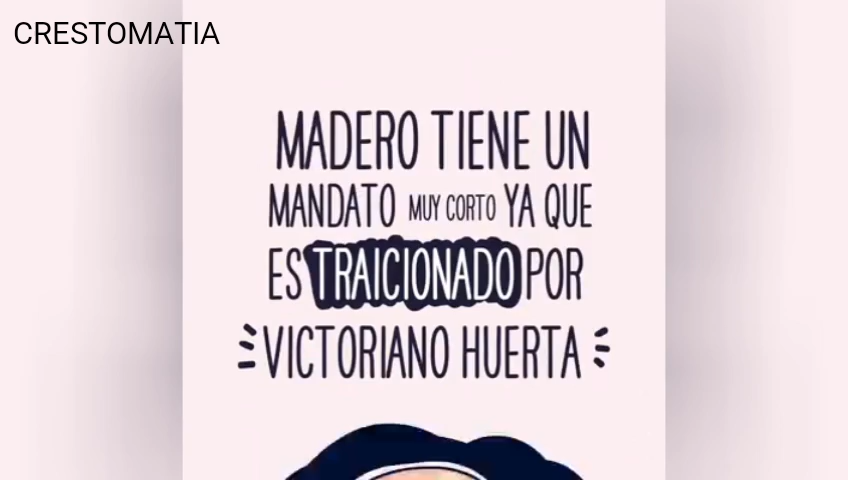 CRESTOMATIA
MADERO TIENE UN
MANDATO MUY CORTO YA QUE
ES TRAICIONADO POR
VICTORIANO HUERTA